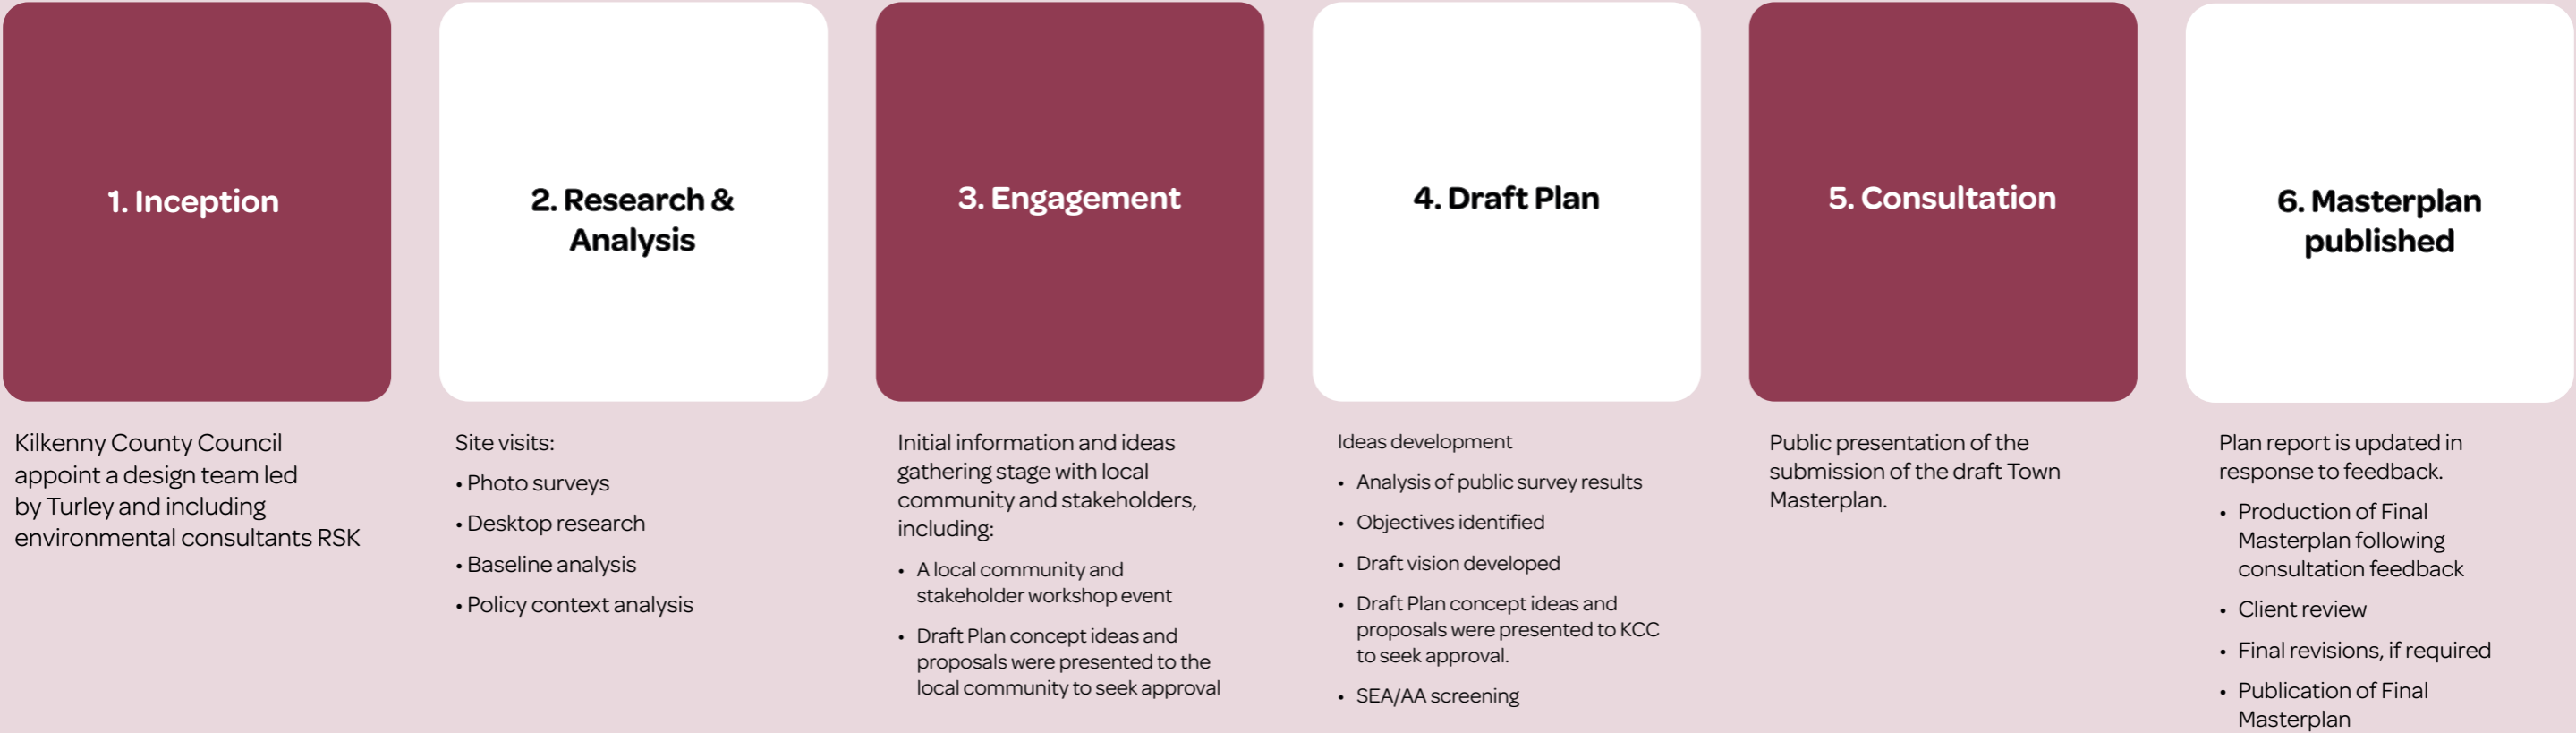 1. Inception
Kilkenny County Council
appoint a design team led
by Turley and including
environmental consultants RSK
2. Research &
Analysis
Site visits:
• Photo surveys
• Desktop research
• Baseline analysis
• Policy context analysis
3. Engagement
Initial information and ideas
gathering stage with local
community and stakeholders,
including:
• A local community and
stakeholder workshop event
• Draft Plan concept ideas and
proposals were presented to the
local community to seek approval
4. Draft Plan
Ideas development
• Analysis of public survey results
• Objectives identified
• Draft vision developed
• Draft Plan concept ideas and
proposals were presented to KCC
to seek approval.
• SEA/AA screening
5. Consultation
Public presentation of the
submission of the draft Town
Masterplan.
6. Masterplan
published
Plan report is updated in
response to feedback.
• Production of Final
Masterplan following
consultation feedback
• Client review
• Final revisions, if required
• Publication of Final
Masterplan